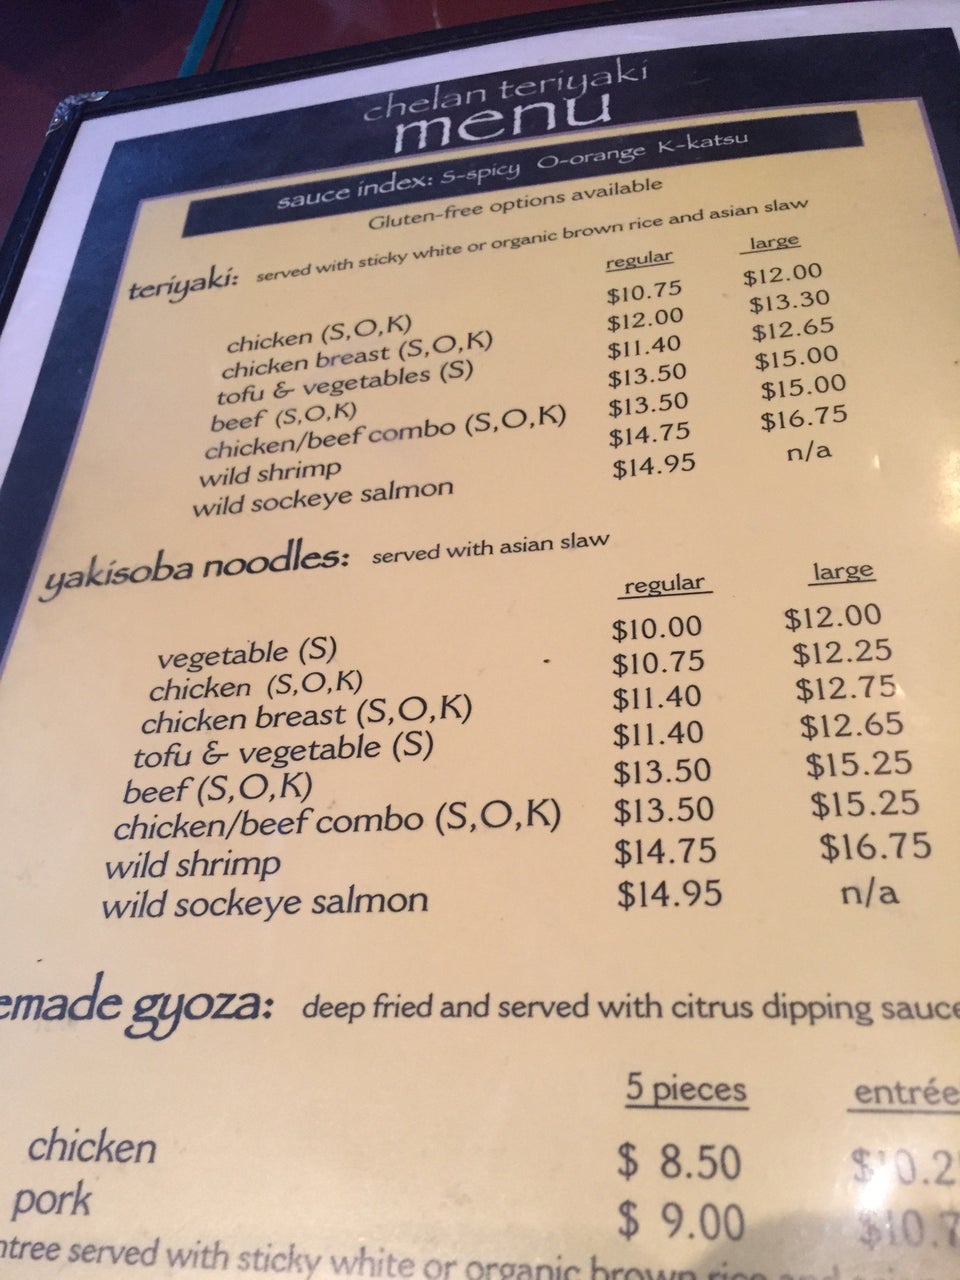 chelan teriyaki
menu
sauce index: S-spicy O-orange K-katsu
Gluten-free options available
teriyaki: served with sticky white or organic brown rice and asian slaw
regular large
chicken (S,O,K) $10.75 $12.00
chicken breast (S,O,K) $12.00 $13.30
tofu & vegetables (S) $11.40 $12.65
beef (S,O,K) $13.50 $15.00
chicken/beef combo (S,O,K) $13.50 $15.00
wild shrimp $14.75 $16.75
wild sockeye salmon $14.95 n/a
yakisoba noodles: served with asian slaw
regular large
vegetable (S) $10.00 $12.00
chicken (S,O,K) $10.75 $12.25
chicken breast (S,O,K) $11.40 $12.75
tofu & vegetable (S) $11.40 $12.65
beef (S,O,K) $13.50 $15.25
chicken/beef combo (S,O,K) $13.50 $15.25
wild shrimp $14.75 $16.75
wild sockeye salmon $14.95 n/a
emade gyoza: deep fried and served with citrus dipping sauce
5 pieces entrée
chicken $ 8.50 $10.2
pork $ 9.00 $10.7
ntree served with sticky white or organic brown rice